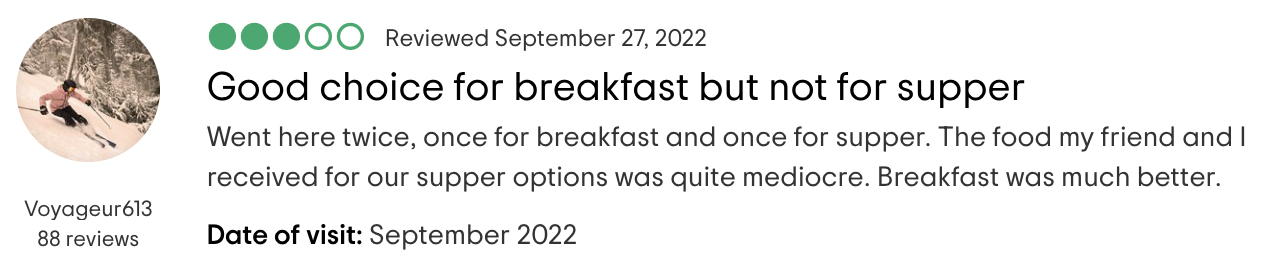 Reviewed September 27, 2022
Good choice for breakfast but not for supper
Went here twice, once for breakfast and once for supper. The food my friend and I
received for our supper options was quite mediocre. Breakfast was much better.
Date of visit: September 2022
Voyageur613
88 reviews